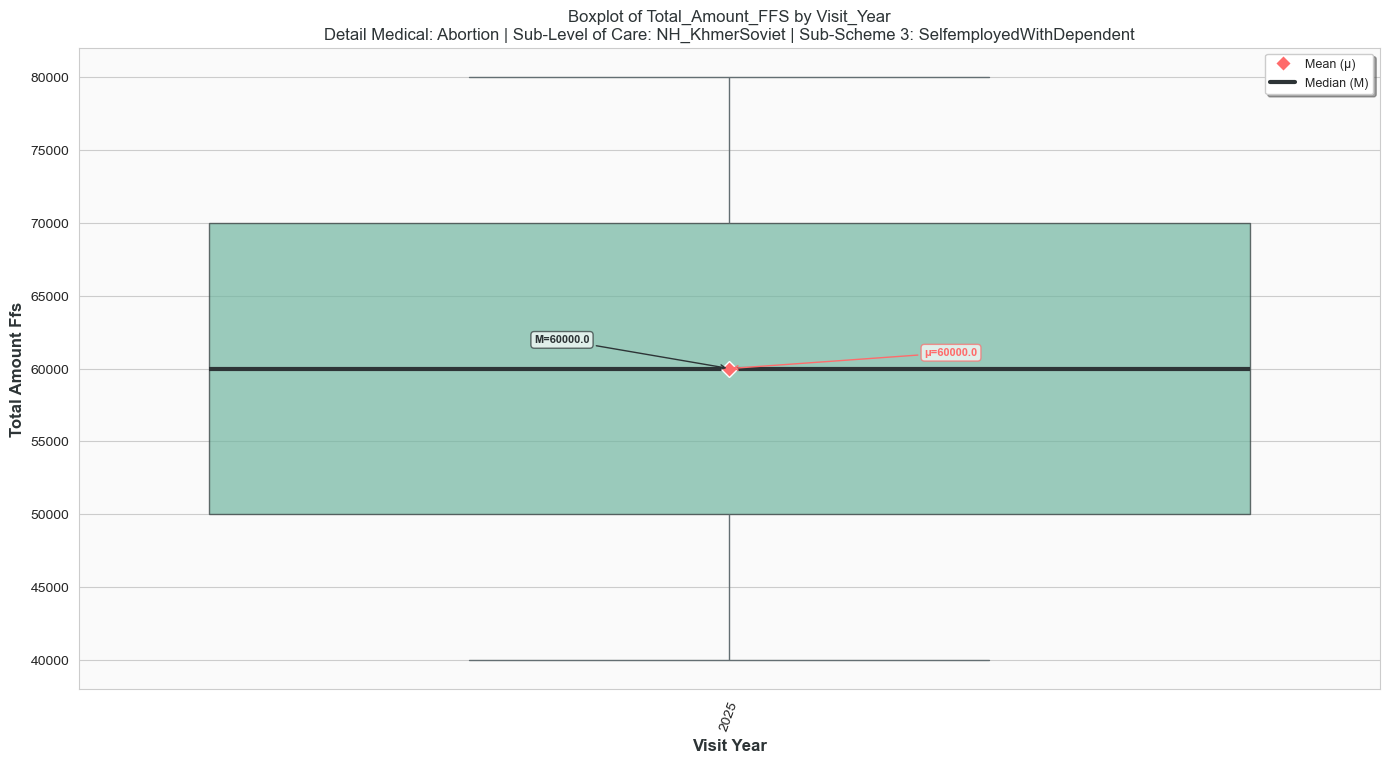 Boxplot of Total_Amount_FFS by Visit_Year
Detail Medical: Abortion | Sub-Level of Care: NH_KhmerSoviet | Sub-Scheme 3: SelfemployedWithDependent
Mean (μ)
Median (M)
Total Amount Ffs
80000
75000
70000
65000
60000
55000
50000
45000
40000
M=60000.0
μ=60000.0
2025
Visit Year